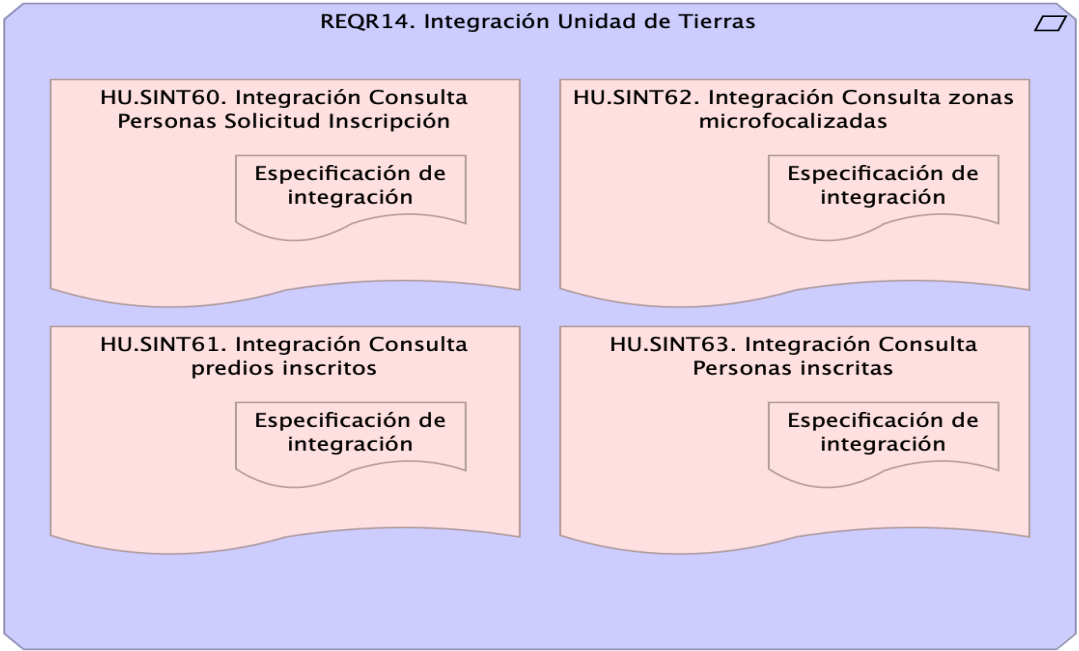 REQR14. Integración Unidad de Tierras
HU.SINT60. Integración Consulta
Personas Solicitud Inscripción
Especificación de
integración
HU.SINT62. Integración Consulta zonas
microfocalizadas
Especificación de
integración
HU.SINT61. Integración Consulta
predios inscritos
Especificación de
integración
HU.SINT63. Integración Consulta
Personas inscritas
Especificación de
integración